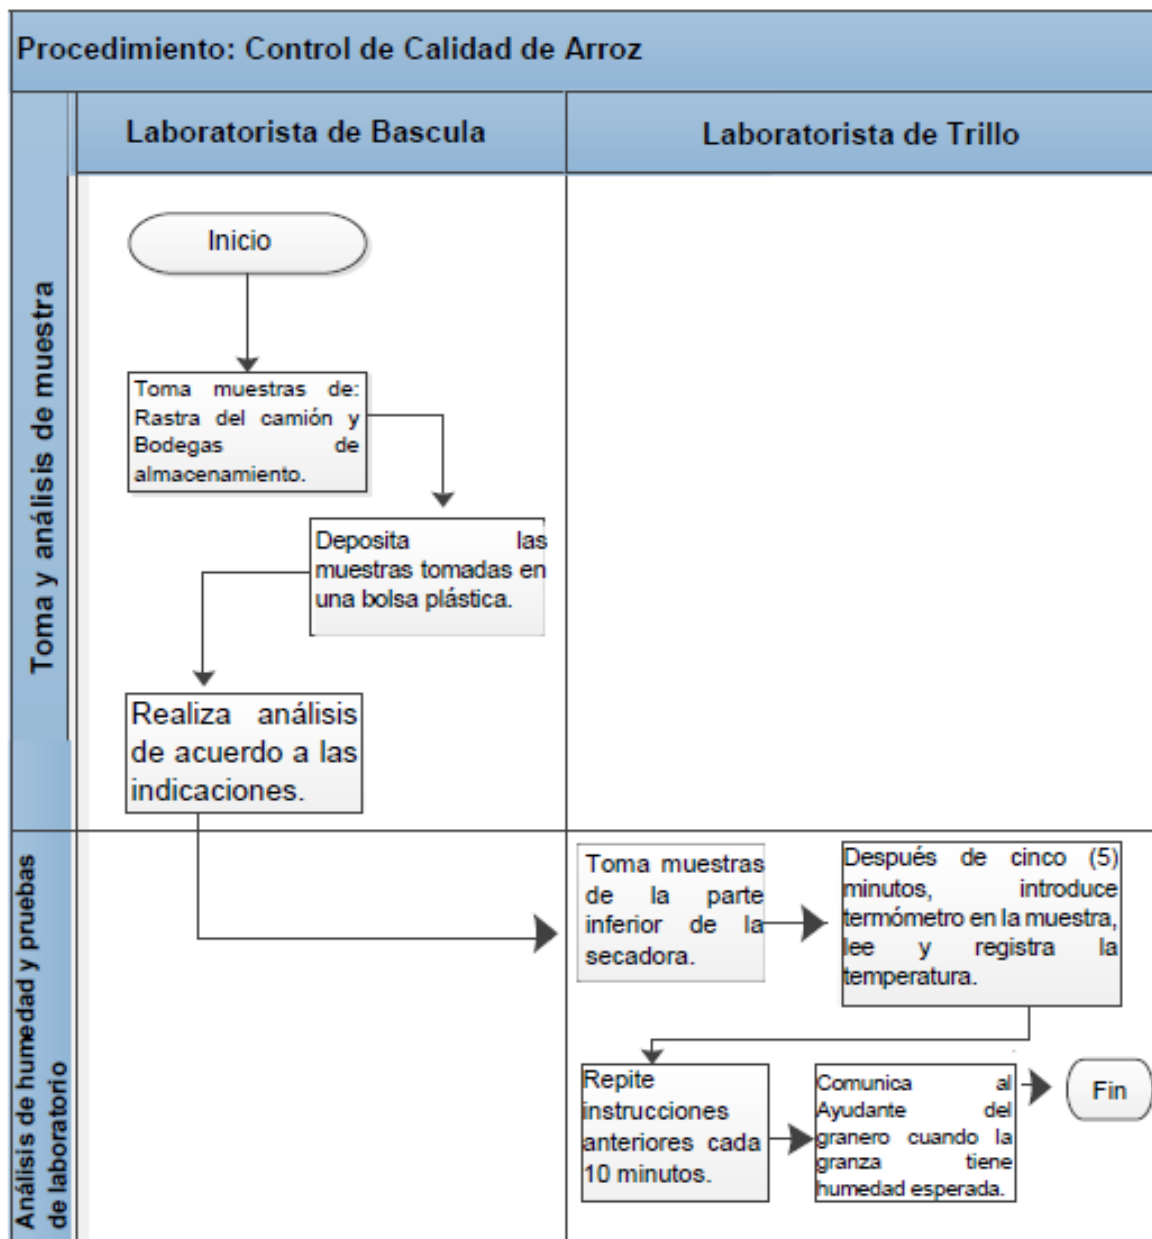 Procedimiento: Control de Calidad de Arroz
Laboratorista de Bascula
Laboratorista de Trillo
Toma y análisis de muestra
Inicio
Toma muestras de:
Rastra del camión y
Bodegas de
almacenamiento.
Deposita las
muestras tomadas en
una bolsa plástica.
Realiza análisis
de acuerdo a las
indicaciones.
Análisis de humedad y pruebas
de laboratorio
Toma muestras
de la parte
inferior de la
secadora.
Después de cinco (5)
minutos, introduce
termómetro en la muestra,
lee y registra la
temperatura.
Repite
instrucciones
anteriores cada
10 minutos.
Comunica al
Ayudante del
granero cuando la
granza tiene
humedad esperada.
Fin